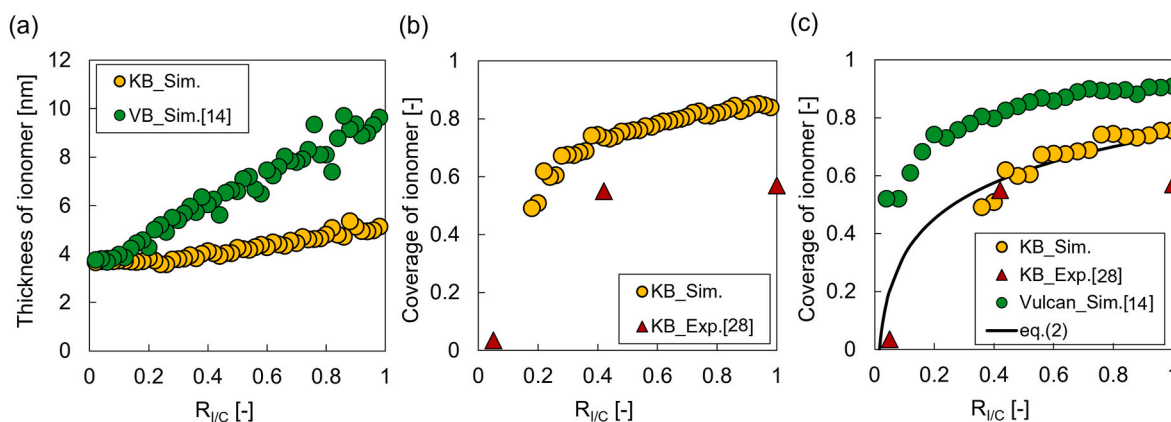 (a)
Thicknees of ionomer [nm]
12
10
8
6
4
2
0
KB_Sim.
VB_Sim.[14]
0 0.2 0.4 0.6 0.8 1
R_I/C [-]
(b)
Coverage of ionomer [-]
1
0.8
0.6
0.4
0.2
0
KB_Sim.
KB_Exp.[28]
0 0.2 0.4 0.6 0.8 1
R_I/C [-]
(c)
Coverage of ionomer [-]
1
0.8
0.6
0.4
0.2
0
KB_Sim.
KB_Exp.[28]
Vulcan_Sim.[14]
eq.(2)
0 0.2 0.4 0.6 0.8 1
R_I/C [-]